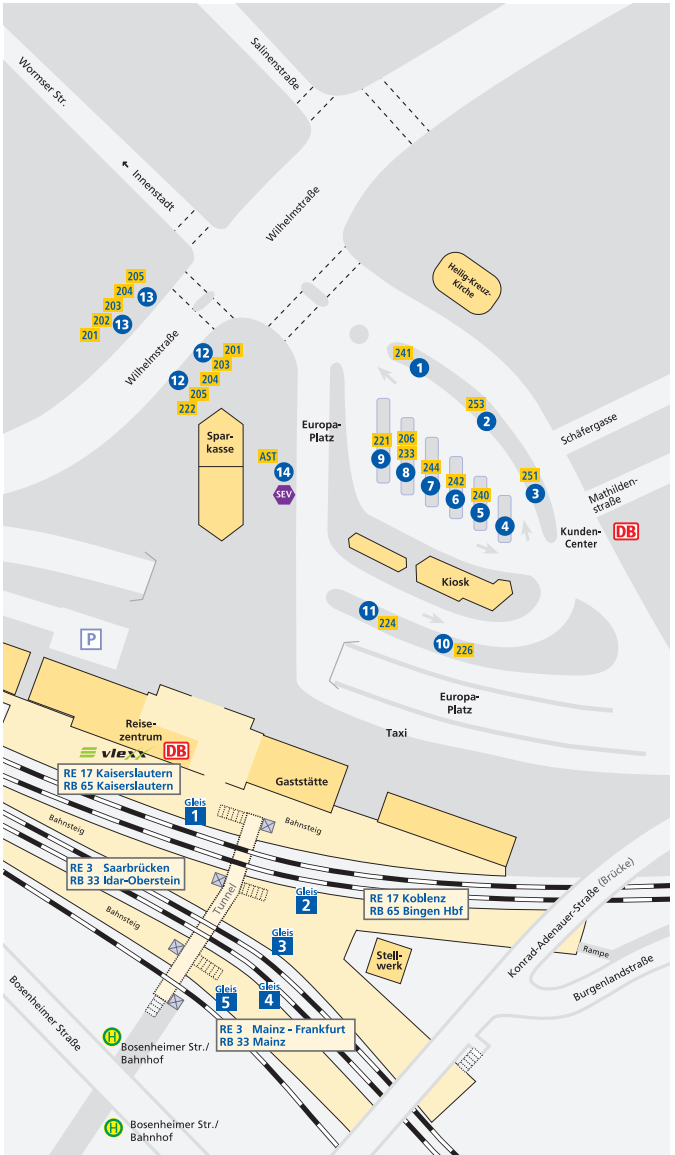 Salinenstraße
Wormser Str.
Innenstadt
Wilhelmstraße
Heilig-Kreuz-
Kirche
205
204
13
203
202
13
201
Wilhelmstraße
12
201
203
12
204
205
222
241
1
253
2
Schäfergasse
Spar-
kasse
Europa-
Platz
221
206
9
233
8
244
7
242
6
240
5
4
251
3
Mathilden-
straße
AST
14
SEV
Kunden-
Center
DB
Kiosk
11
224
10
226
P
Europa-
Platz
Taxi
Reise-
zentrum
vlexx
DB
RE 17 Kaiserslautern
RB 65 Kaiserslautern
Gaststätte
Gleis
1
Bahnsteig
Bahnsteig
RE 3 Saarbrücken
RB 33 Idar-Oberstein
Tunnel
Gleis
2
RE 17 Koblenz
RB 65 Bingen Hbf
Konrad-Adenauer-Straße (Brücke)
Bahnsteig
Gleis
3
Stell-
werk
Rampe
Burgenlandstraße
Gleis
5
Gleis
4
RE 3 Mainz - Frankfurt
RB 33 Mainz
Bosenheimer Straße
H
Bosenheimer Str./
Bahnhof
H
Bosenheimer Str./
Bahnhof